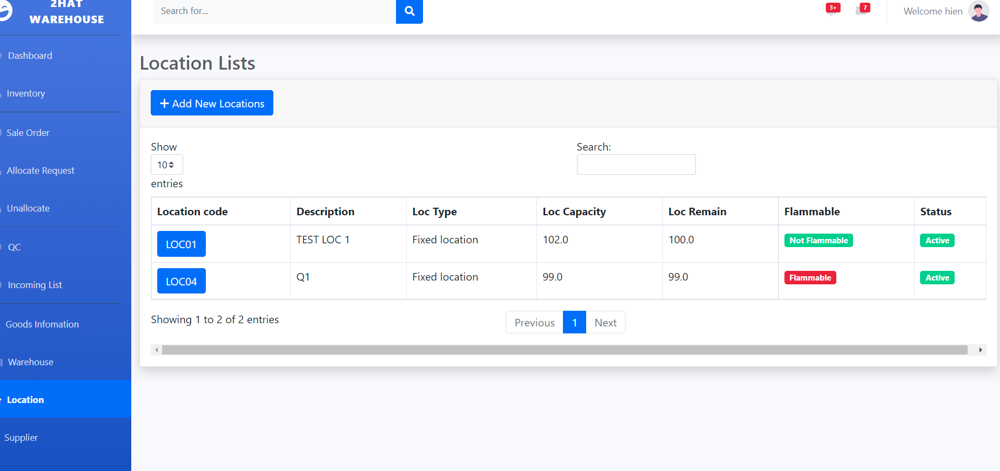 2HAT
WAREHOUSE
Dashboard
Inventory
Sale Order
Allocate Request
Unallocate
QC
Incoming List
Goods Infomation
Warehouse
Location
Supplier
Search for...
3+
7
Welcome hien
Location Lists
+ Add New Locations
Show
10
entries
Search:
Location code Description Loc Type Loc Capacity Loc Remain Flammable Status
LOC01 TEST LOC 1 Fixed location 102.0 100.0 Not Flammable Active
LOC04 Q1 Fixed location 99.0 99.0 Flammable Active
Showing 1 to 2 of 2 entries
Previous 1 Next